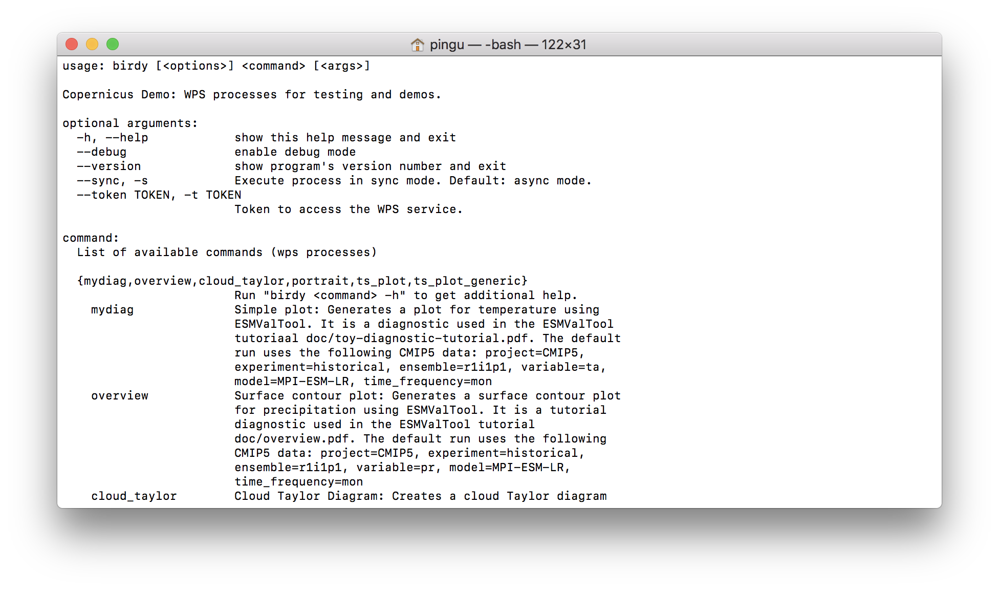 pingu — -bash — 122×31
usage: birdy [<options>] <command> [<args>]
Copernicus Demo: WPS processes for testing and demos.
optional arguments:
-h, --help show this help message and exit
--debug enable debug mode
--version show program's version number and exit
--sync, -s Execute process in sync mode. Default: async mode.
--token TOKEN, -t TOKEN
Token to access the WPS service.
command:
List of available commands (wps processes)
{mydiag,overview,cloud_taylor,portrait,ts_plot,ts_plot_generic}
Run "birdy <command> -h" to get additional help.
mydiag Simple plot: Generates a plot for temperature using
ESMValTool. It is a diagnostic used in the ESMValTool
tutoriaal doc/toy-diagnostic-tutorial.pdf. The default
run uses the following CMIP5 data: project=CMIP5,
experiment=historical, ensemble=r1i1p1, variable=ta,
model=MPI-ESM-LR, time_frequency=mon
overview Surface contour plot: Generates a surface contour plot
for precipitation using ESMValTool. It is a tutorial
diagnostic used in the ESMValTool tutorial
doc/overview.pdf. The default run uses the following
CMIP5 data: project=CMIP5, experiment=historical,
ensemble=r1i1p1, variable=pr, model=MPI-ESM-LR,
time_frequency=mon
cloud_taylor Cloud Taylor Diagram: Creates a cloud Taylor diagram